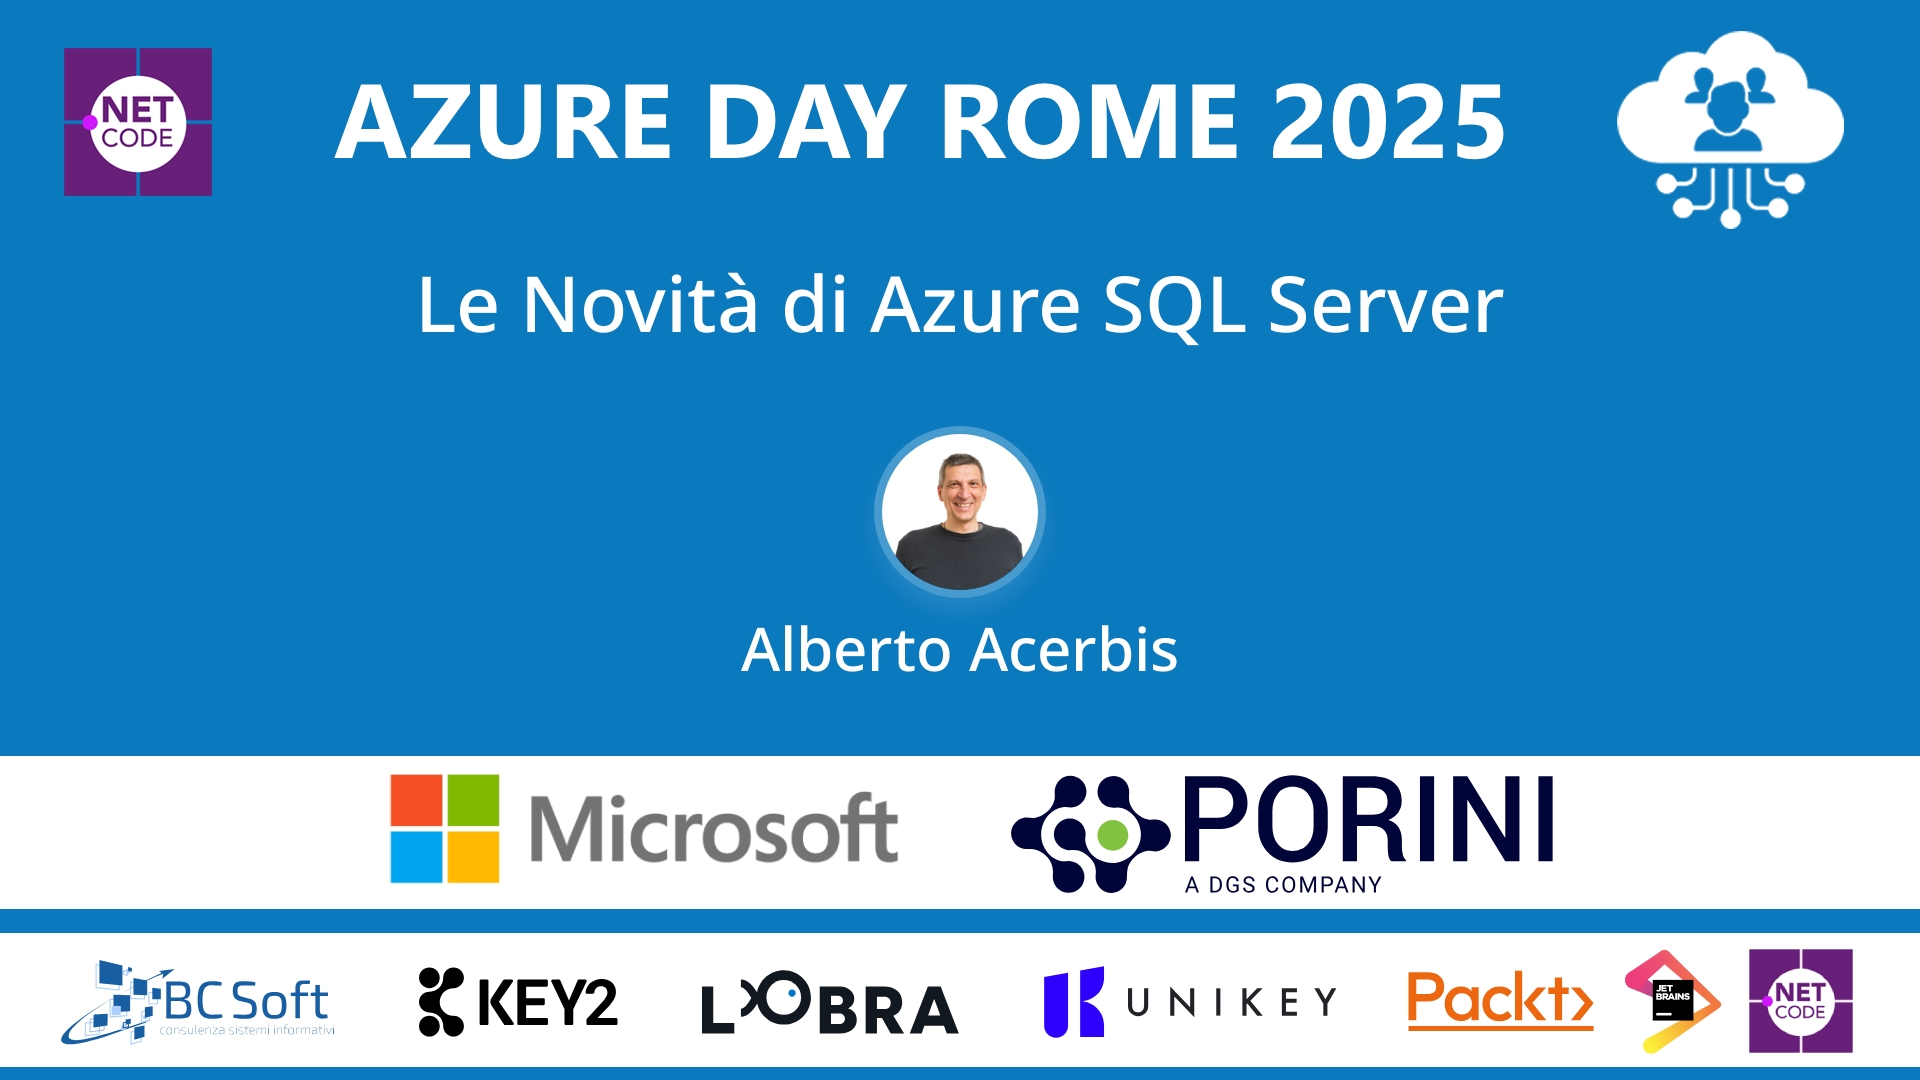 NET
CODE
AZURE DAY ROME 2025
Le Novità di Azure SQL Server
Alberto Acerbis
Microsoft
PORINI
A DGS COMPANY
BC Soft
consulenza sistemi informativi
KEY2
LOBRA
UNIKEY
Packt
JET
BRAINS
NET
CODE